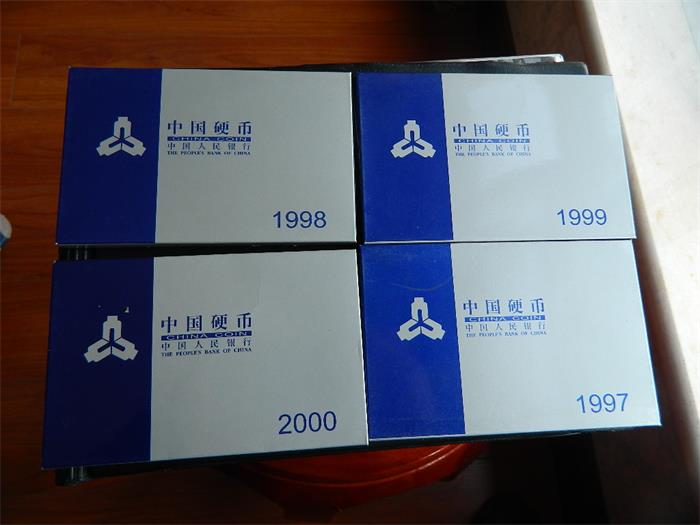 中国硬币
CHINA COIN
中国人民银行
THE PEOPLE'S BANK OF CHINA
1998
中国硬币
CHINA COIN
中国人民银行
THE PEOPLE'S BANK OF CHINA
1999
中国硬币
CHINA COIN
中国人民银行
THE PEOPLE'S BANK OF CHINA
2000
中国硬币
CHINA COIN
中国人民银行
THE PEOPLE'S BANK OF CHINA
1997